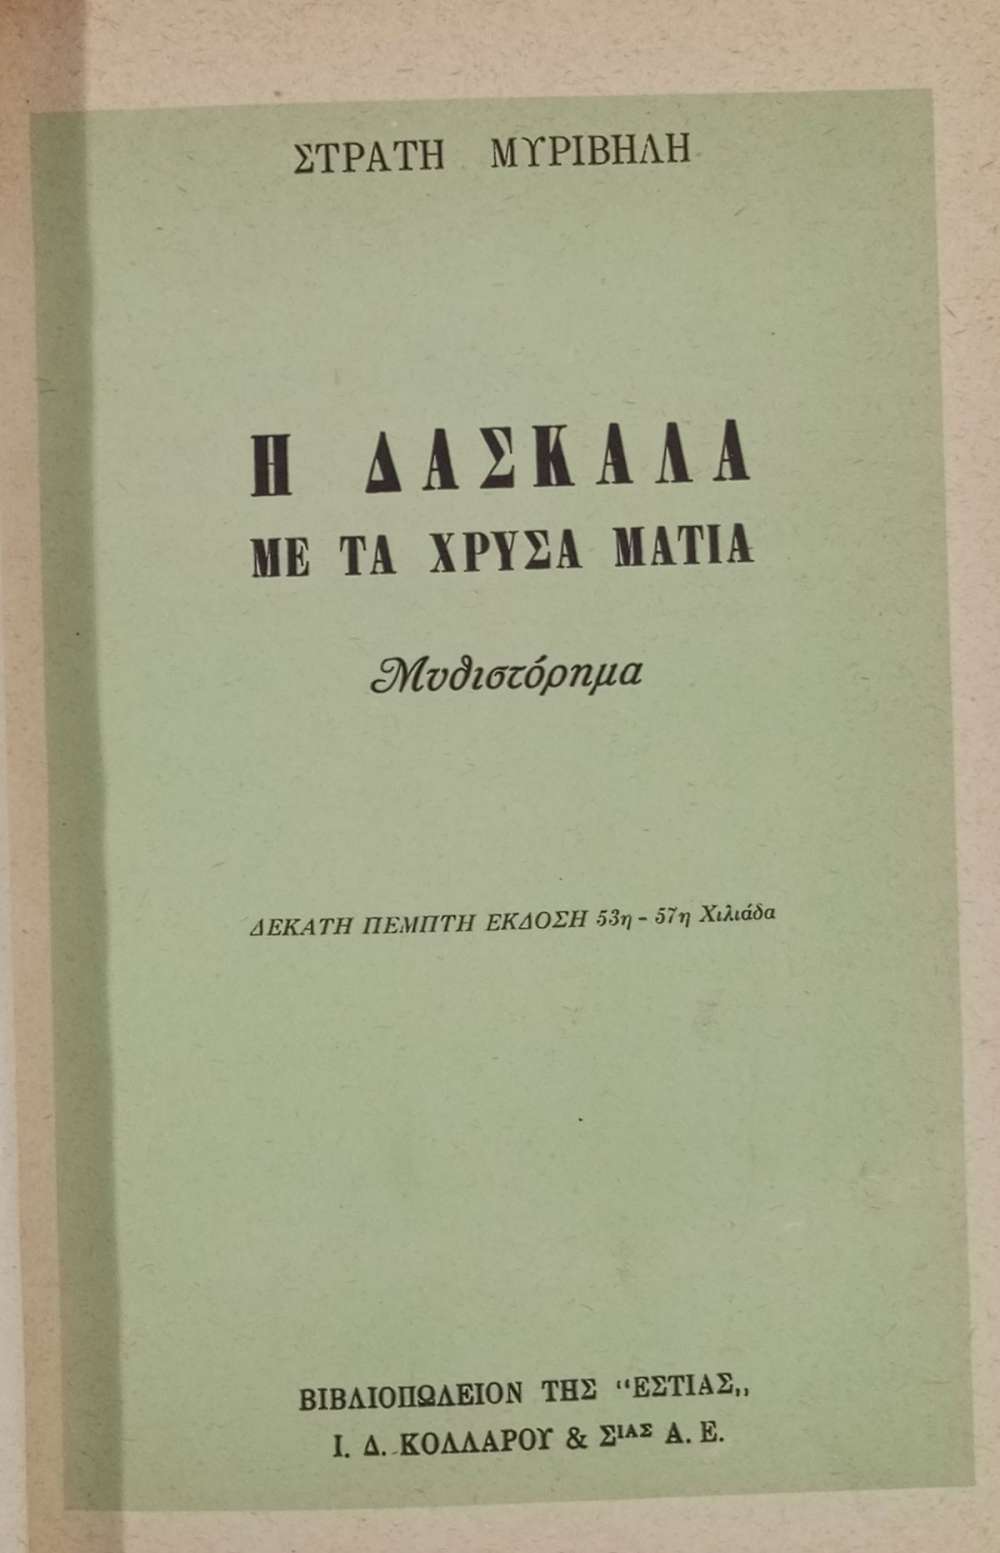 ΣΤΡΑΤΗ ΜΥΡΙΒΗΛΗ
Η ΔΑΣΚΑΛΑ
ΜΕ ΤΑ ΧΡΥΣΑ ΜΑΤΙΑ
Μυθιστόρημα
ΔΕΚΑΤΗ ΠΕΜΠΤΗ ΕΚΔΟΣΗ 53η - 57η Χιλιάδα
ΒΙΒΛΙΟΠΩΛΕΙΟΝ ΤΗΣ “ΕΣΤΙΑΣ„
Ι. Δ. ΚΟΛΛΑΡΟΥ & ΣΙΑΣ Α. Ε.